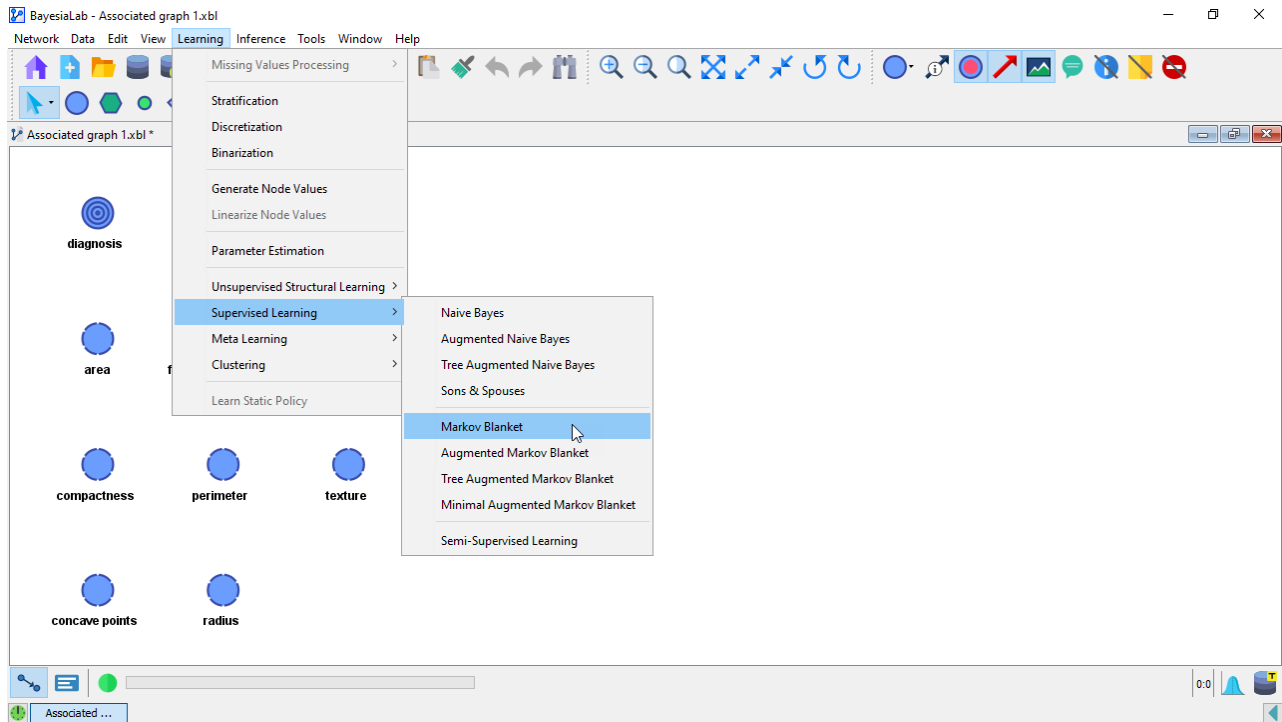 BayesiaLab - Associated graph 1.xbl
Network Data Edit View Learning Inference Tools Window Help
Associated graph 1.xbl *
Missing Values Processing
Stratification
Discretization
Binarization
Generate Node Values
Linearize Node Values
Parameter Estimation
Unsupervised Structural Learning
Supervised Learning
Meta Learning
Clustering
Learn Static Policy
Naive Bayes
Augmented Naive Bayes
Tree Augmented Naive Bayes
Sons & Spouses
Markov Blanket
Augmented Markov Blanket
Tree Augmented Markov Blanket
Minimal Augmented Markov Blanket
Semi-Supervised Learning
diagnosis
area
compactness perimeter texture
concave points radius
0:0
T
Associated ...